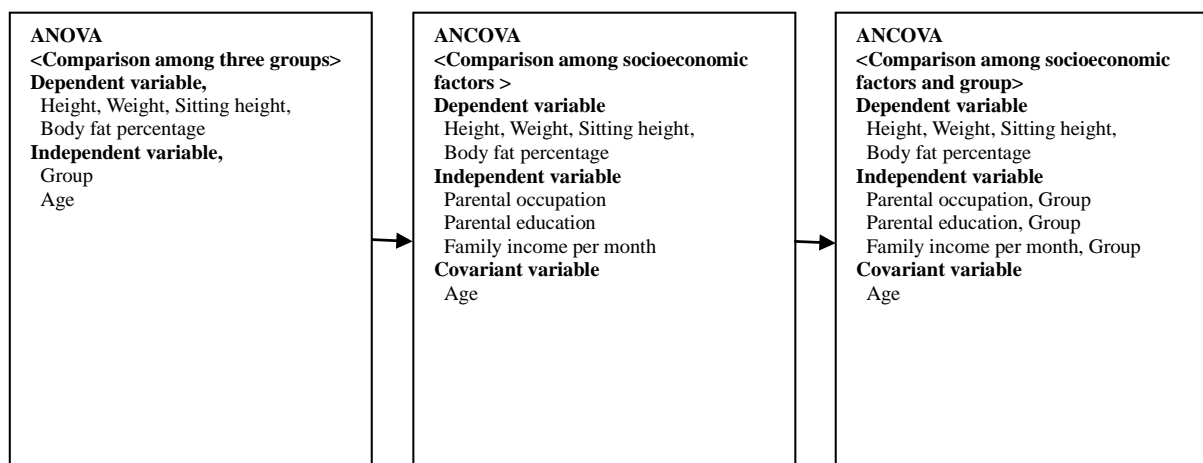 ANOVA
<Comparison among three groups>
Dependent variable,
Height, Weight, Sitting height,
Body fat percentage
Independent variable,
Group
Age
ANCOVA
<Comparison among socioeconomic
factors >
Dependent variable
Height, Weight, Sitting height,
Body fat percentage
Independent variable
Parental occupation
Parental education
Family income per month
Covariant variable
Age
ANCOVA
<Comparison among socioeconomic
factors and group>
Dependent variable
Height, Weight, Sitting height,
Body fat percentage
Independent variable
Parental occupation, Group
Parental education, Group
Family income per month, Group
Covariant variable
Age